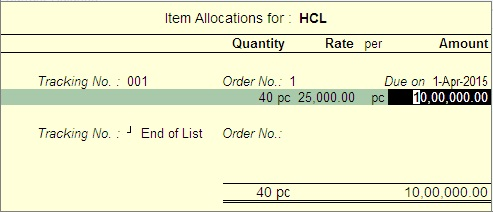 Item Allocations for : HCL
Quantity Rate per Amount
Tracking No. : 001 Order No.: 1 Due on 1-Apr-2015
40 pc 25,000.00 pc 10,00,000.00
Tracking No. : ┘ End of List Order No.:
40 pc 10,00,000.00